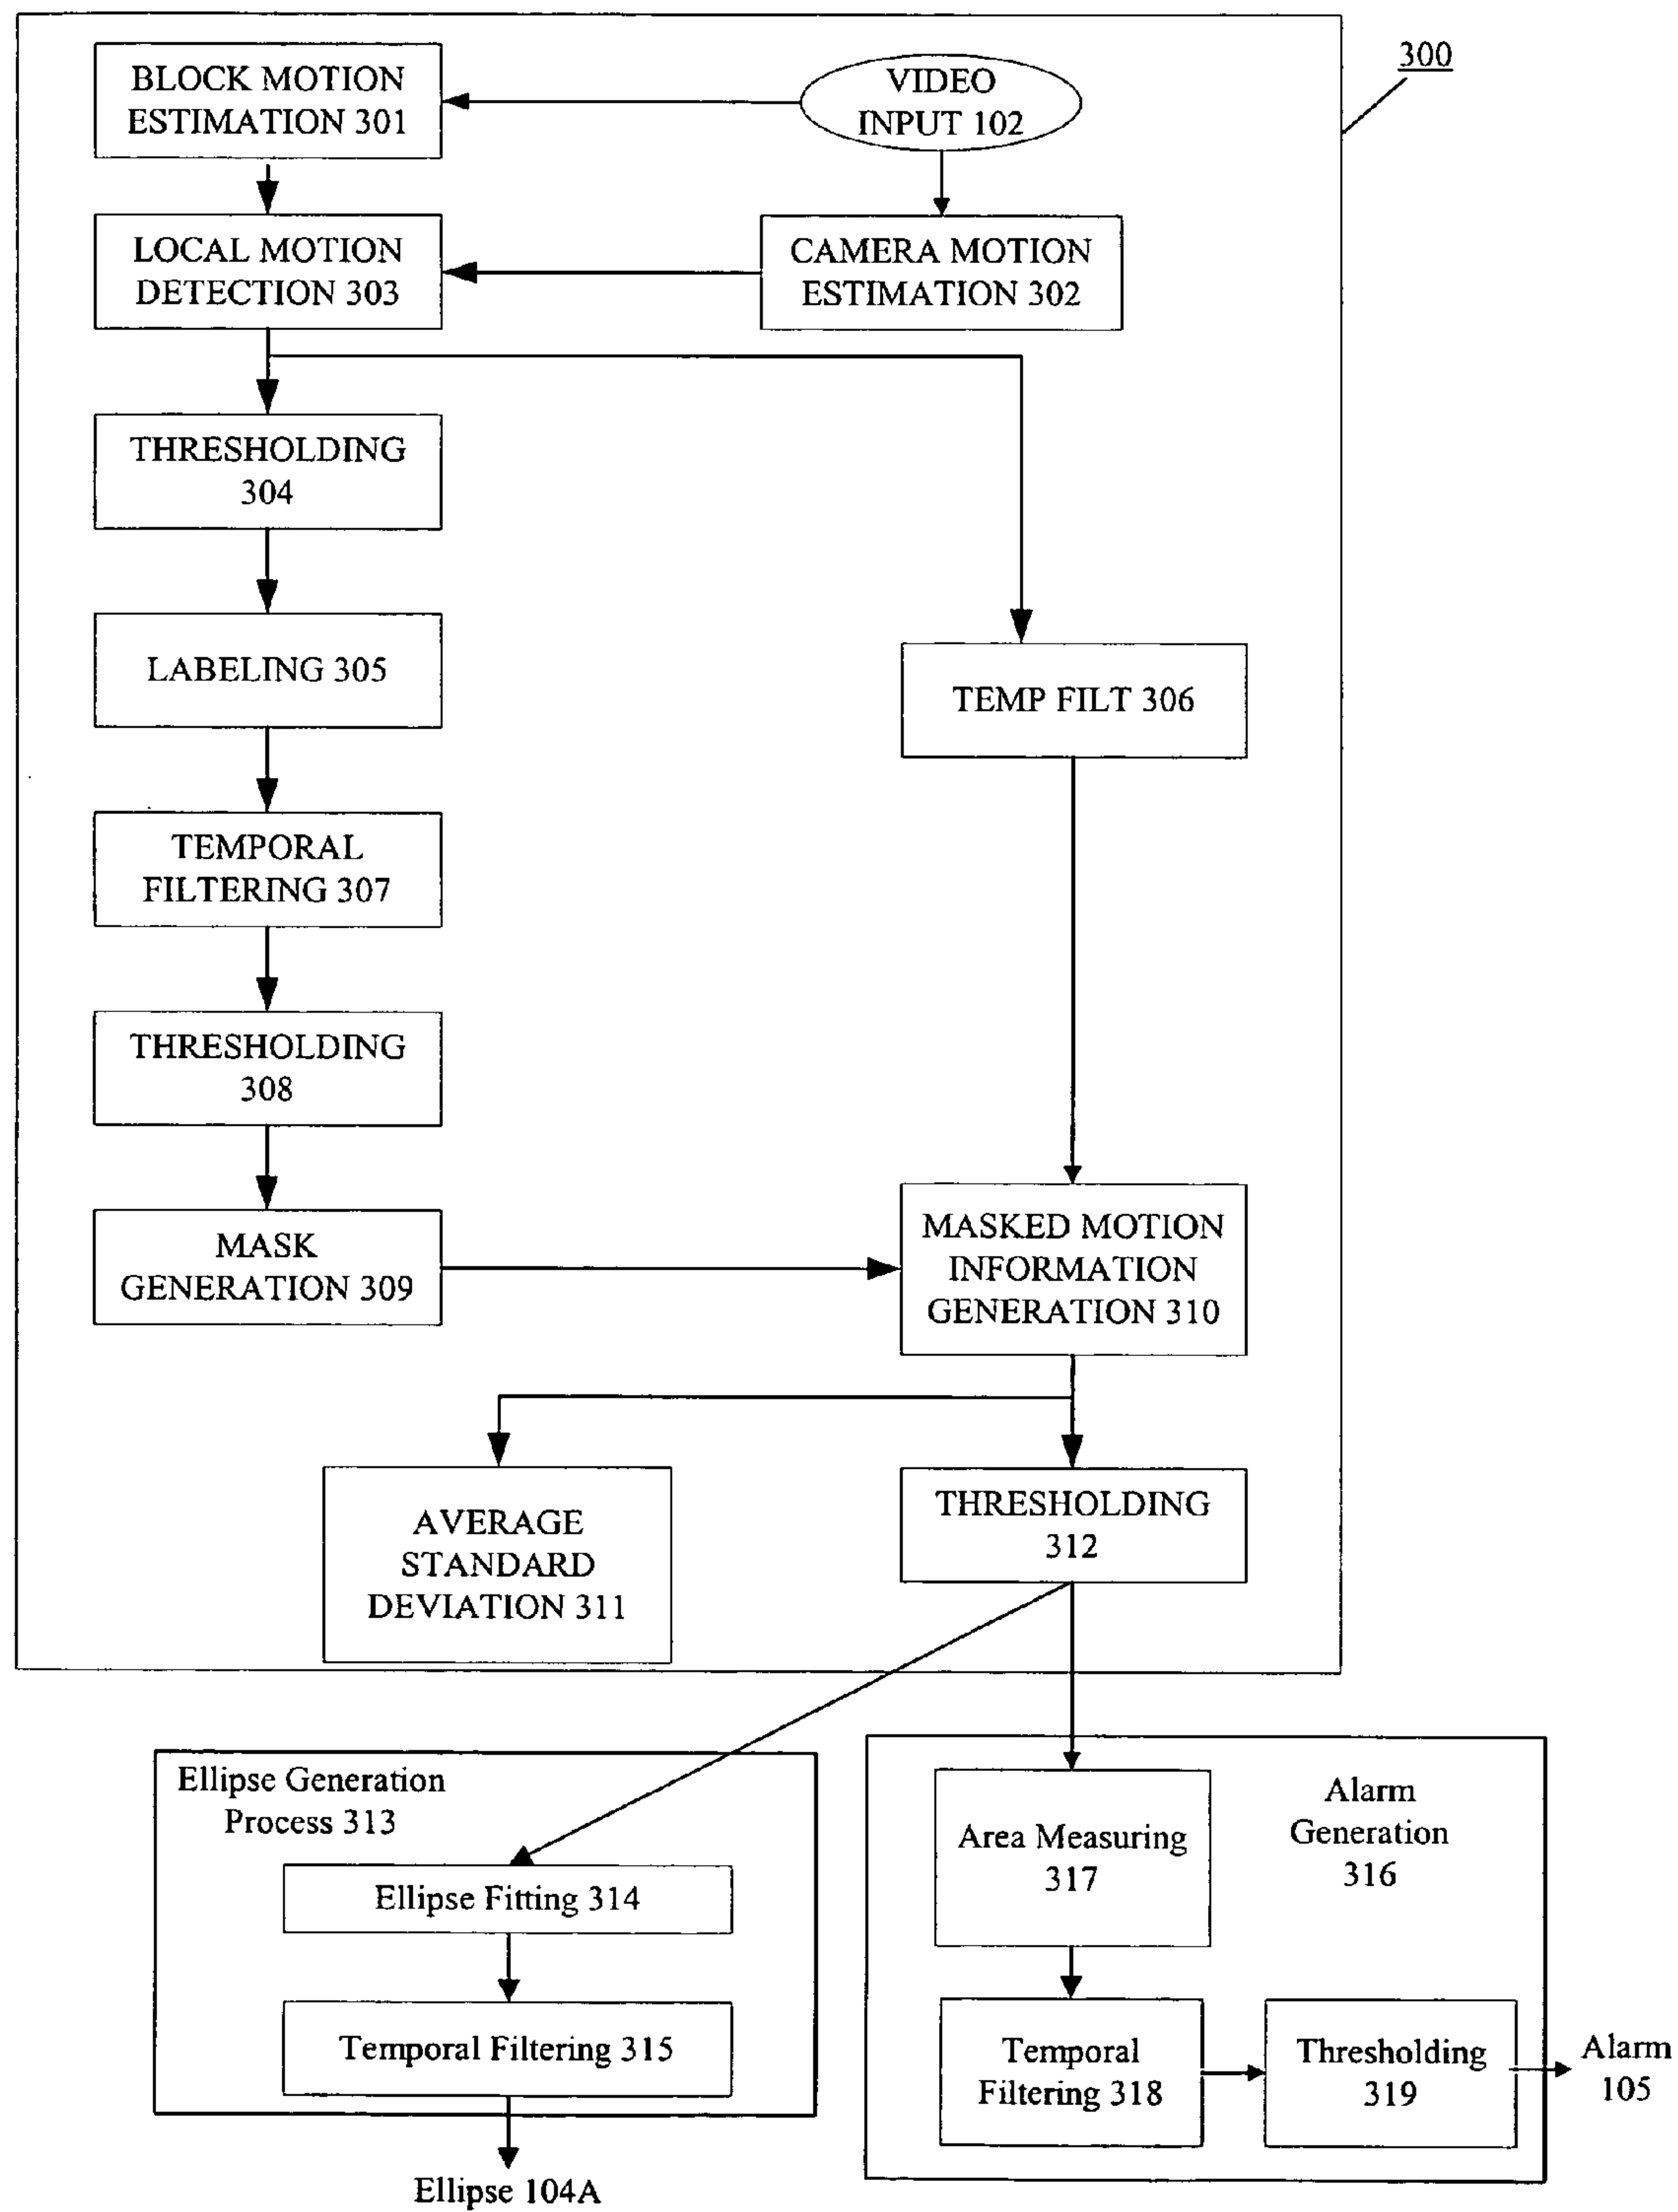 300
BLOCK MOTION
ESTIMATION 301
VIDEO
INPUT 102
LOCAL MOTION
DETECTION 303
CAMERA MOTION
ESTIMATION 302
THRESHOLDING
304
LABELING 305
TEMP FILT 306
TEMPORAL
FILTERING 307
THRESHOLDING
308
MASK
GENERATION 309
MASKED MOTION
INFORMATION
GENERATION 310
AVERAGE
STANDARD
DEVIATION 311
THRESHOLDING
312
Ellipse Generation
Process 313
Ellipse Fitting 314
Temporal Filtering 315
Ellipse 104A
Alarm
Generation
316
Area Measuring
317
Temporal
Filtering 318
Thresholding
319
Alarm
105